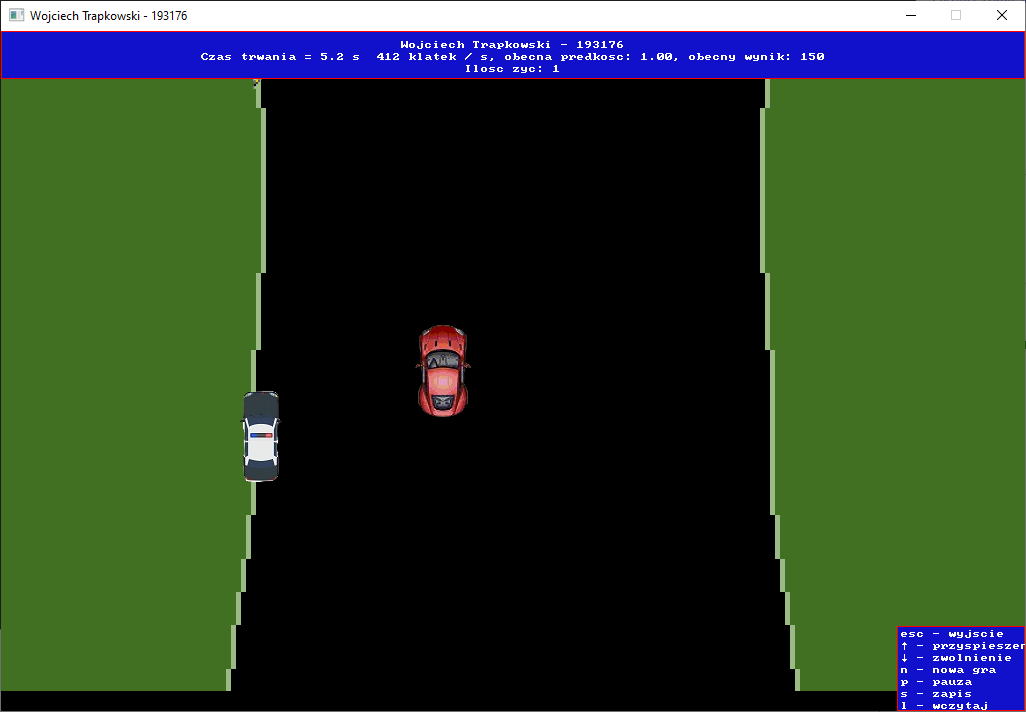 Wojciech Trapkowski - 193176
Wojciech Trapkowski - 193176
Czas trwania = 5.2 s  412 klatek / s, obecna predkosc: 1.00, obecny wynik: 150
Ilosc zyc: 1
esc - wyjscie
↑ - przyspieszen
↓ - zwolnienie
n - nowa gra
p - pauza
s - zapis
l - wczytaj